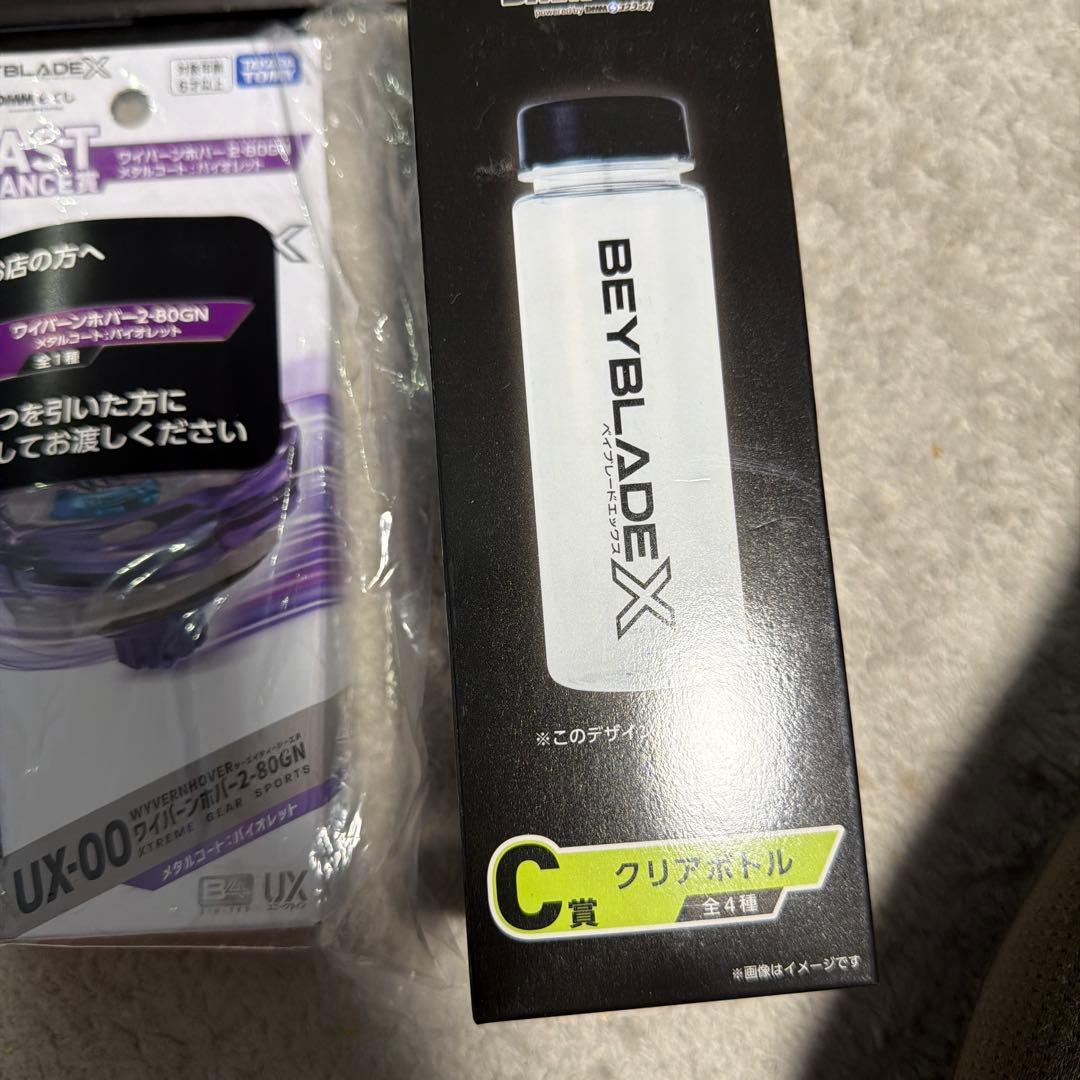 YBLADEX
対象年齢
6才以上
TAKARA
TOMY
AST
ANCE賞
ワイバーンホバー2-80GN
メタルコート:バイオレット
お店の方へ
ワイバーンホバー2-80GN
メタルコート:バイオレット
全1種
つを引いた方に
してお渡しください
WYVERNHOVER
UX-00
ワイバーンホバー2-80GN
XTREME GEAR SPORTS
メタルコート:バイオレット
UX
powered by DMM
BEYBLADE X
ベイブレードエックス
※このデザイン
C賞
クリアボトル
全4種
※画像はイメージです